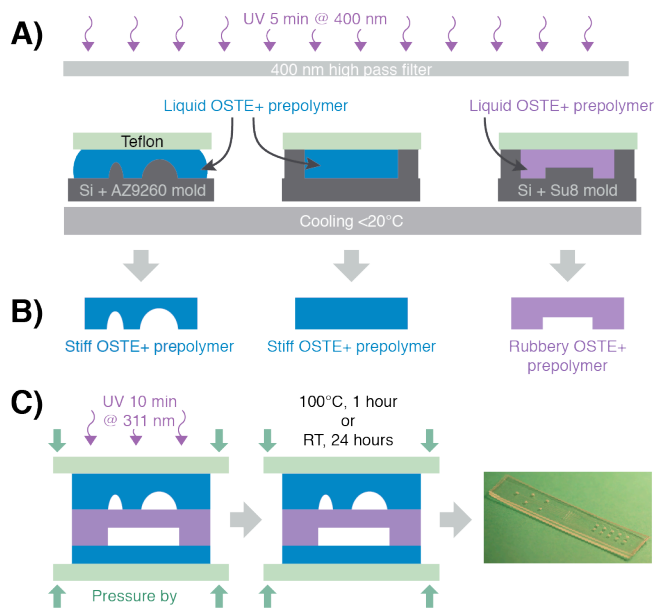 A)
UV 5 min @ 400 nm
400 nm high pass filter
Liquid OSTE+ prepolymer
Liquid OSTE+ prepolymer
Teflon
Si + AZ9260 mold
Si + Su8 mold
Cooling <20°C
B)
Stiff OSTE+ prepolymer
Stiff OSTE+ prepolymer
Rubbery OSTE+
prepolymer
C)
UV 10 min
@ 311 nm
100°C, 1 hour
or
RT, 24 hours
Pressure by